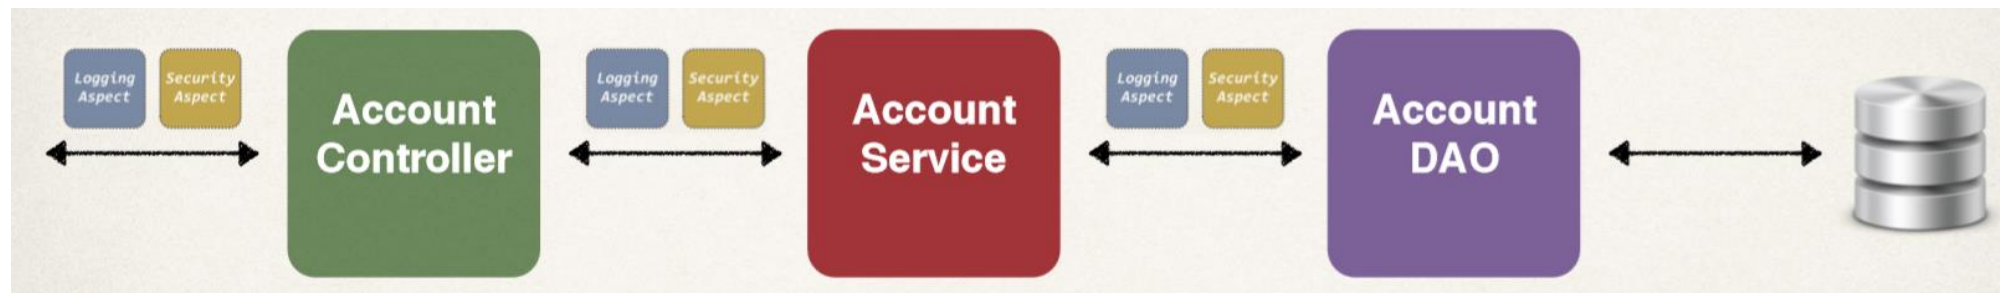 Logging
Aspect
Security
Aspect
Account
Controller
Logging
Aspect
Security
Aspect
Account
Service
Logging
Aspect
Security
Aspect
Account
DAO